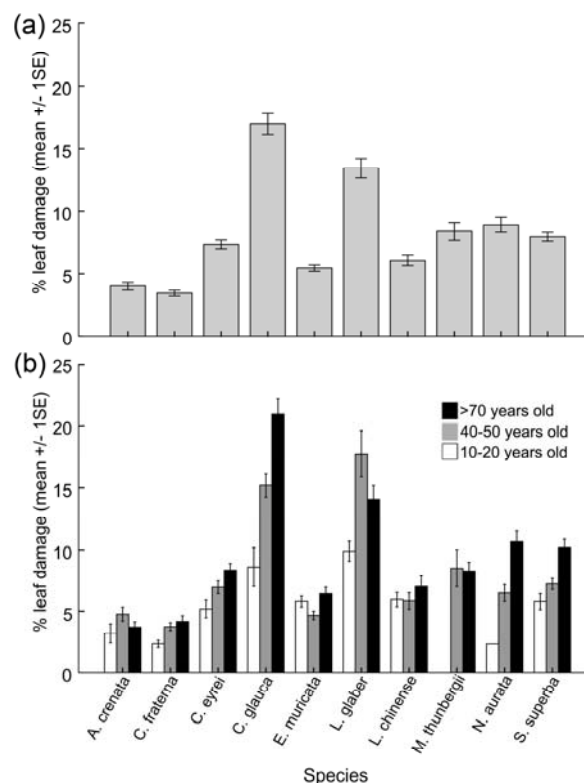 (a)
% leaf damage (mean +/- 1SE)
25
20
15
10
5
0
(b)
% leaf damage (mean +/- 1SE)
25
20
15
10
5
0
>70 years old
40-50 years old
10-20 years old
A. crenata
C. fraterna
C. eyrei
C. glauca
E. muricata
L. glaber
L. chinense
M. thunbergii
N. aurata
S. superba
Species